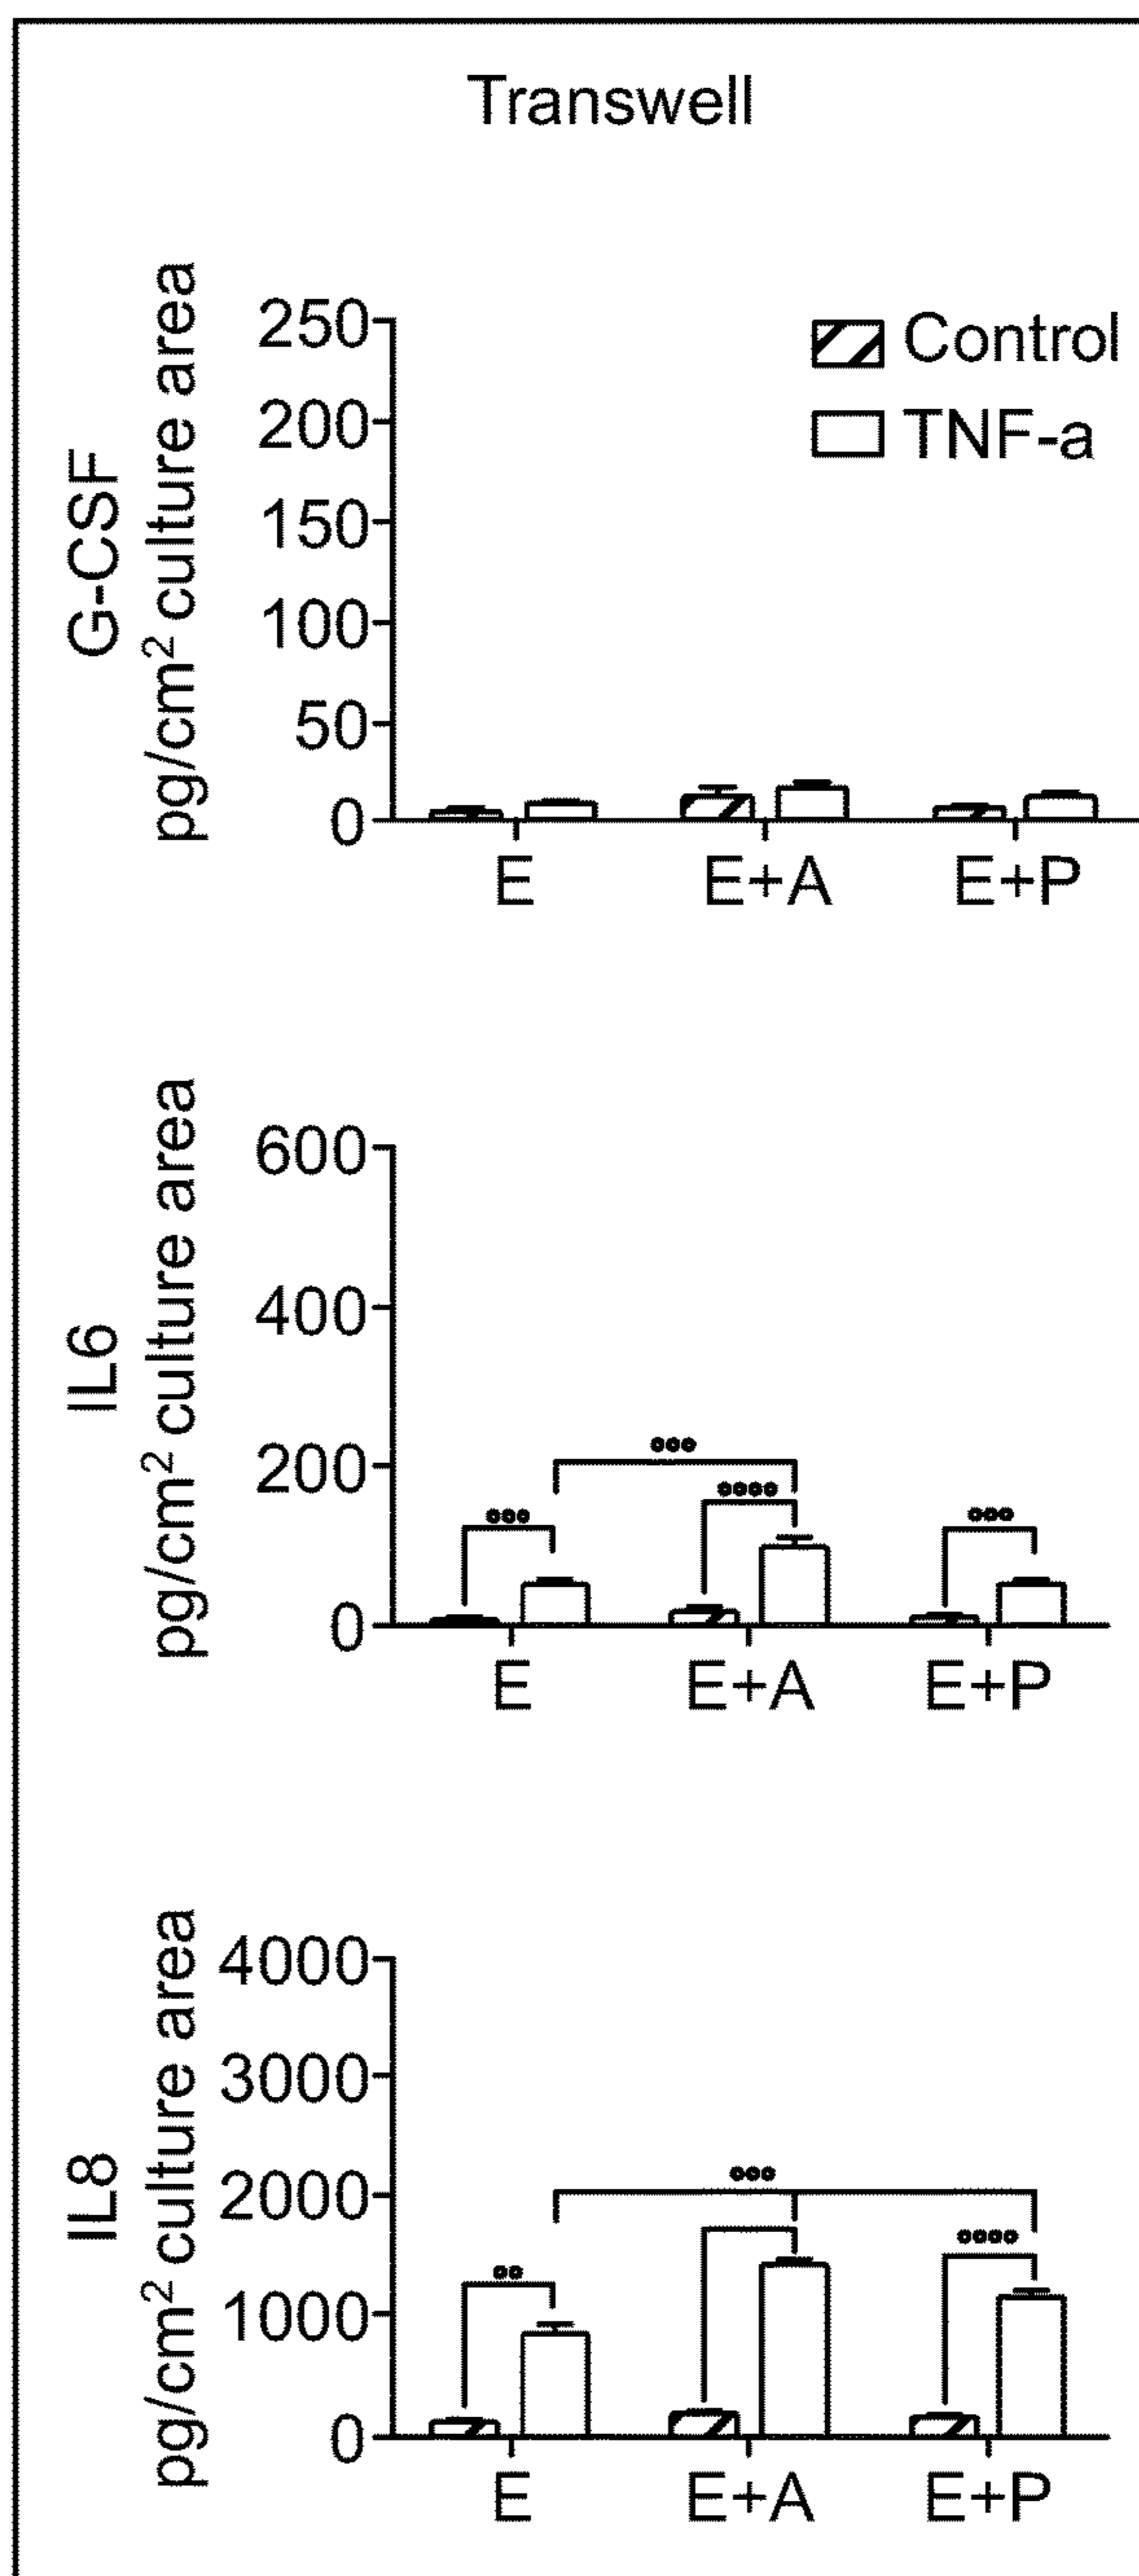 Transwell
G-CSF
pg/cm² culture area
250
200
150
100
50
0
Control
TNF-a
E
E+A
E+P
IL6
pg/cm² culture area
600
400
200
0
°°°
°°°
°°°°
°°°
E
E+A
E+P
IL8
pg/cm² culture area
4000
3000
2000
1000
0
°°°
°°
°°°°
E
E+A
E+P